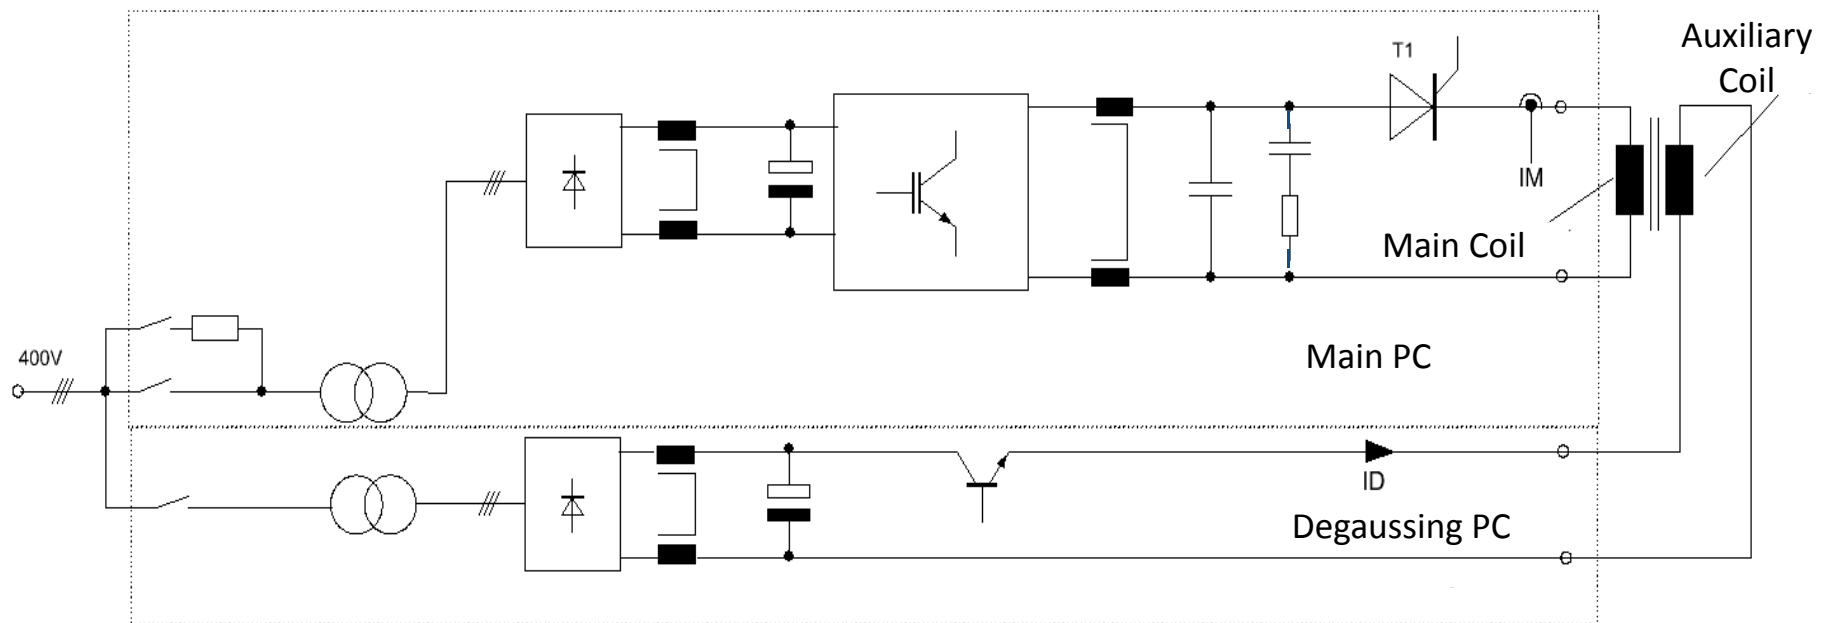 Auxiliary
Coil
T1
IM
Main Coil
Main PC
400V
ID
Degaussing PC